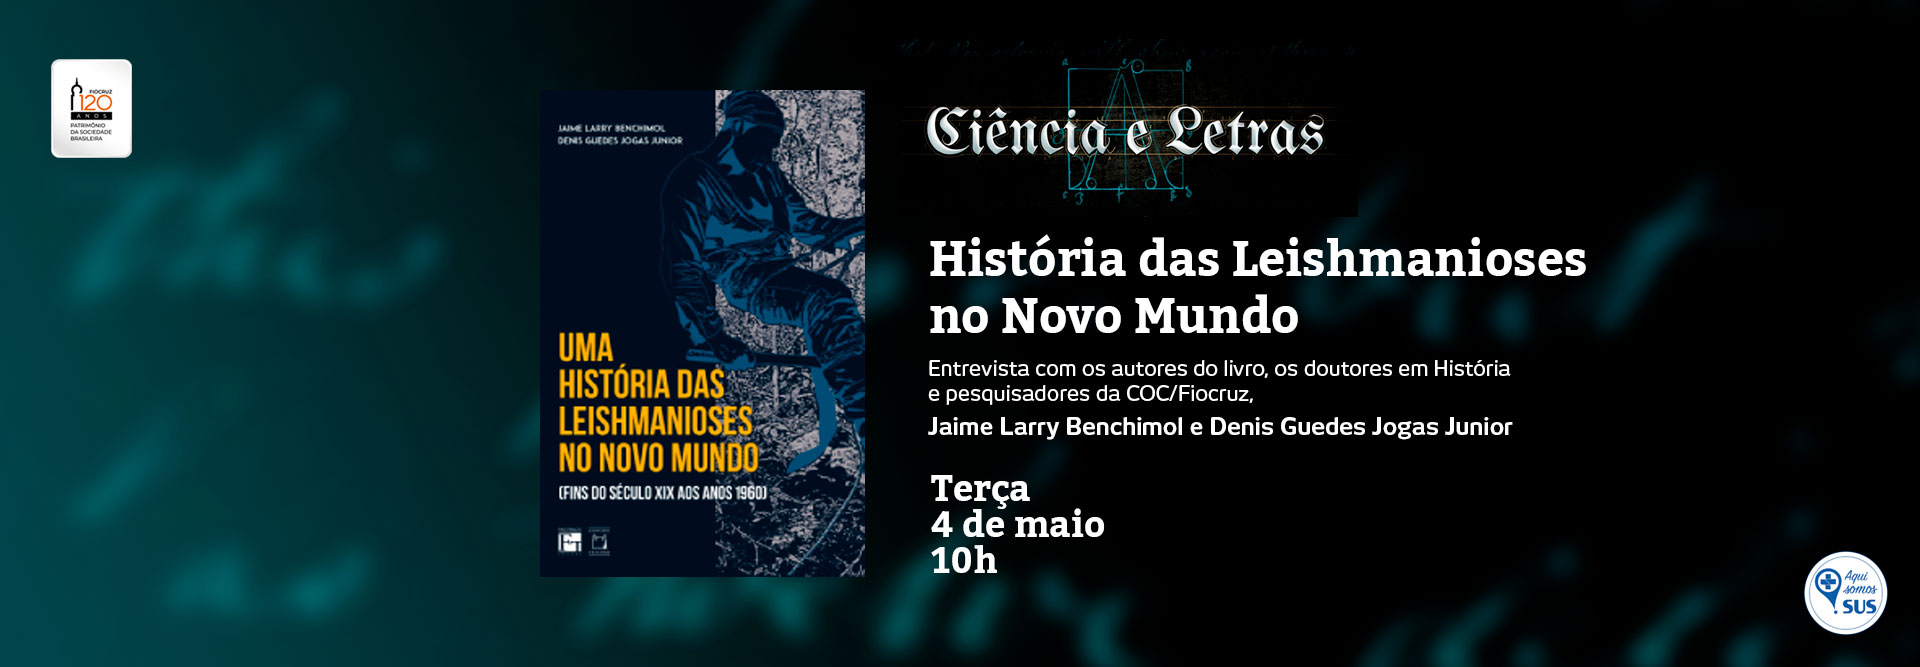 FIOCRUZ
120
ANOS
PATRIMÔNIO
DA SOCIEDADE
BRASILEIRA
JAIME LARRY BENCHIMOL
DENIS GUEDES JOGAS JUNIOR
UMA
HISTÓRIA DAS
LEISHMANIOSES
NO NOVO MUNDO
(FINS DO SÉCULO XIX AOS ANOS 1960)
Ciência e Letras
História das Leishmanioses
no Novo Mundo
Entrevista com os autores do livro, os doutores em História
e pesquisadores da COC/Fiocruz,
Jaime Larry Benchimol e Denis Guedes Jogas Junior
Terça
4 de maio
10h
Aqui
somos
SUS